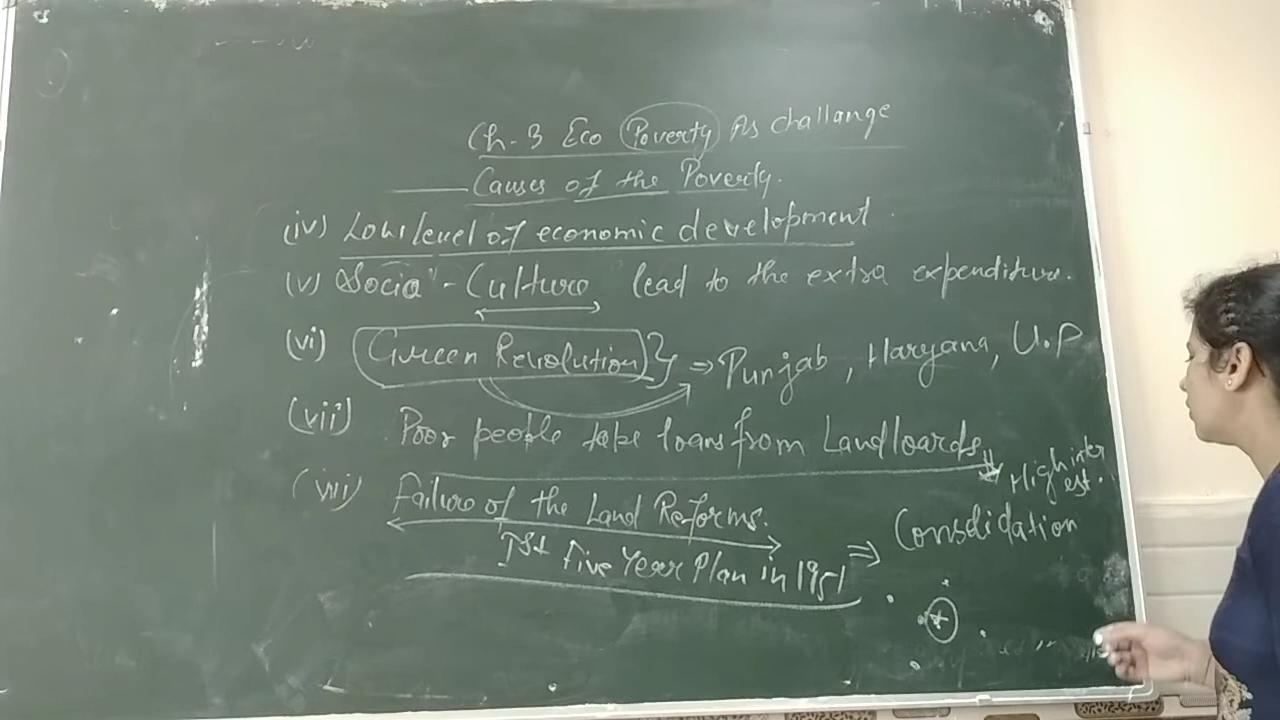 Ch-3 Eco Poverty As challange
Causes of the Poverty.
(iv) Low level of economic development.
(v) Social - Culture lead to the extra expenditure.
(vi) Green Revolution } ⇒ Punjab, Haryana, U.P
(vii) Poor people take loans from Landloards
High inter
est.
(viii) Failure of the Land Reforms.
Ist Five Year Plan in 1951 ⇒ Consolidation